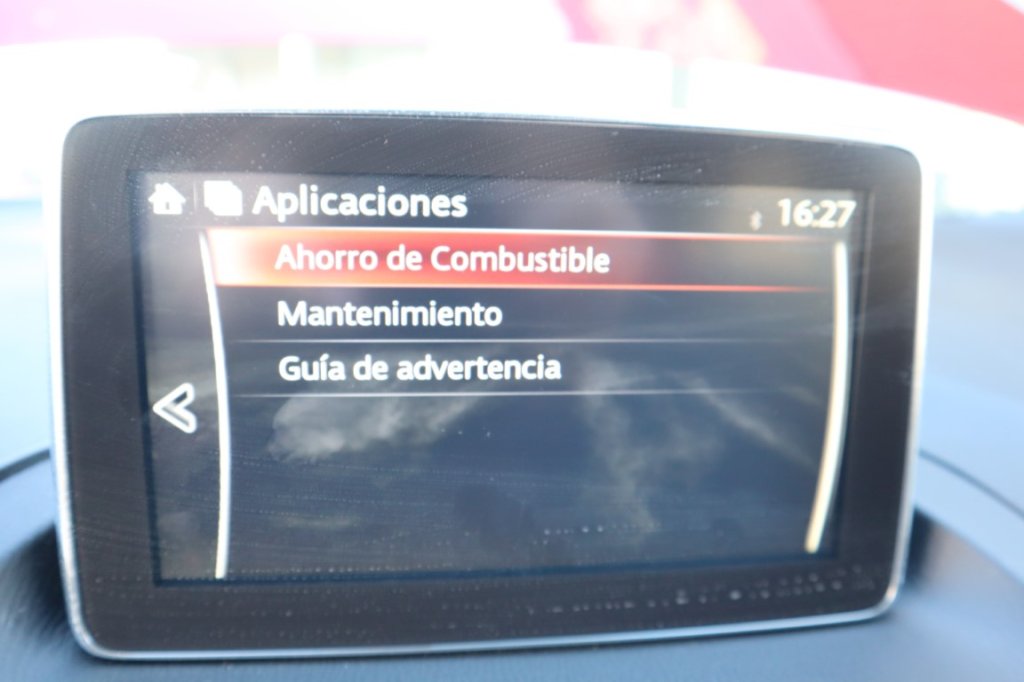 Aplicaciones
16:27
Ahorro de Combustible
Mantenimiento
Guía de advertencia